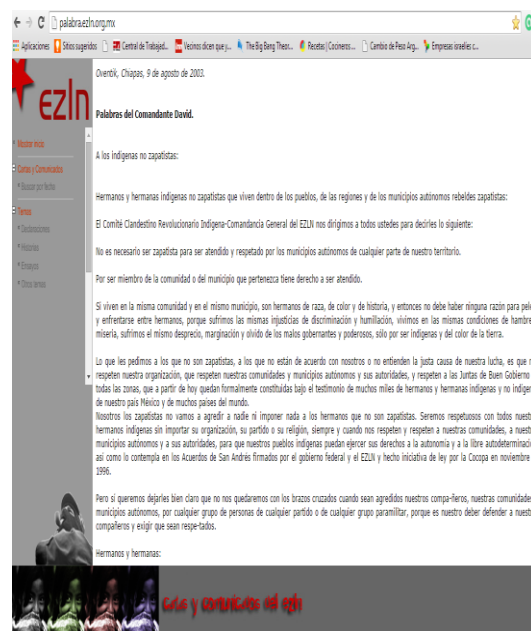 palabra.ezln.org.mx
Aplicaciones Sitios sugeridos Central de Trabajad... Vecinos dicen que y... The Big Bang Theor... Recetas | Cocineros ... Cambio de Peso Arg... Empresas israelíes c...
ezln
Mostrar inicio
Cartas y Comunicados
Buscar por fecha
Temas
Declaraciones
Historias
Ensayos
Otros temas
Oventik, Chiapas, 9 de agosto de 2003.
Palabras del Comandante David.
A los indígenas no zapatistas:
Hermanos y hermanas indígenas no zapatistas que viven dentro de los pueblos, de las regiones y de los municipios autónomos rebeldes zapatistas:
El Comité Clandestino Revolucionario Indígena-Comandancia General del EZLN nos dirigimos a todos ustedes para decirles lo siguiente:
No es necesario ser zapatista para ser atendido y respetado por los municipios autónomos de cualquier parte de nuestro territorio.
Por ser miembro de la comunidad o del municipio que pertenezca tiene derecho a ser atendido.
Si viven en la misma comunidad y en el mismo municipio, son hermanos de raza, de color y de historia, y entonces no debe haber ninguna razón para pele
y enfrentarse entre hermanos, porque sufrimos las mismas injusticias de discriminación y humillación, vivimos en las mismas condiciones de hambre
miseria, sufrimos el mismo desprecio, marginación y olvido de los malos gobernantes y poderosos, sólo por ser indígenas y del color de la tierra.
Lo que les pedimos a los que no son zapatistas, a los que no están de acuerdo con nosotros o no entienden la justa causa de nuestra lucha, es que
respeten nuestra organización, que respeten nuestras comunidades y municipios autónomos y sus autoridades, y respeten a las Juntas de Buen Gobierno
todas las zonas, que a partir de hoy quedan formalmente constituidas bajo el testimonio de muchos miles de hermanos y hermanas indígenas y no indígen
de nuestro país México y de muchos países del mundo.
Nosotros los zapatistas no vamos a agredir a nadie ni imponer nada a los hermanos que no son zapatistas. Seremos respetuosos con todos nuest
hermanos indígenas sin importar su organización, su partido o su religión, siempre y cuando nos respeten y respeten a nuestras comunidades, a nuest
municipios autónomos y a sus autoridades, para que nuestros pueblos indígenas puedan ejercer sus derechos a la autonomía y a la libre autodeterminaci
así como lo contempla en los Acuerdos de San Andrés firmados por el gobierno federal y el EZLN y hecho iniciativa de ley por la Cocopa en noviembre
1996.
Pero sí queremos dejarles bien claro que no nos quedaremos con los brazos cruzados cuando sean agredidos nuestros compa-ñeros, nuestras comunidade
municipios autónomos, por cualquier grupo de personas de cualquier partido o de cualquier grupo paramilitar, porque es nuestro deber defender a nuest
compañeros y exigir que sean respe-tados.
Hermanos y hermanas:
Cartas y comunicados del ezln